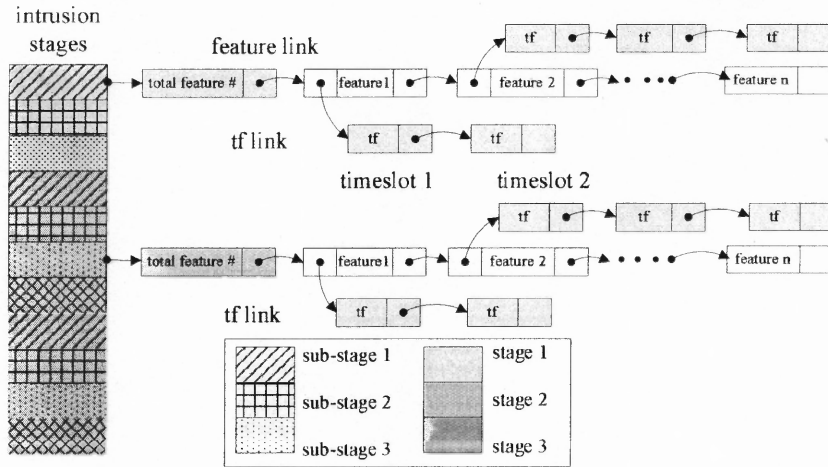 intrusion
stages
feature link
tf
tf
tf
total feature #
feature1
feature 2
feature n
tf link
tf
tf
timeslot 1
timeslot 2
tf
tf
tf
total feature #
feature1
feature 2
feature n
tf link
tf
tf
sub-stage 1
stage 1
sub-stage 2
stage 2
sub-stage 3
stage 3